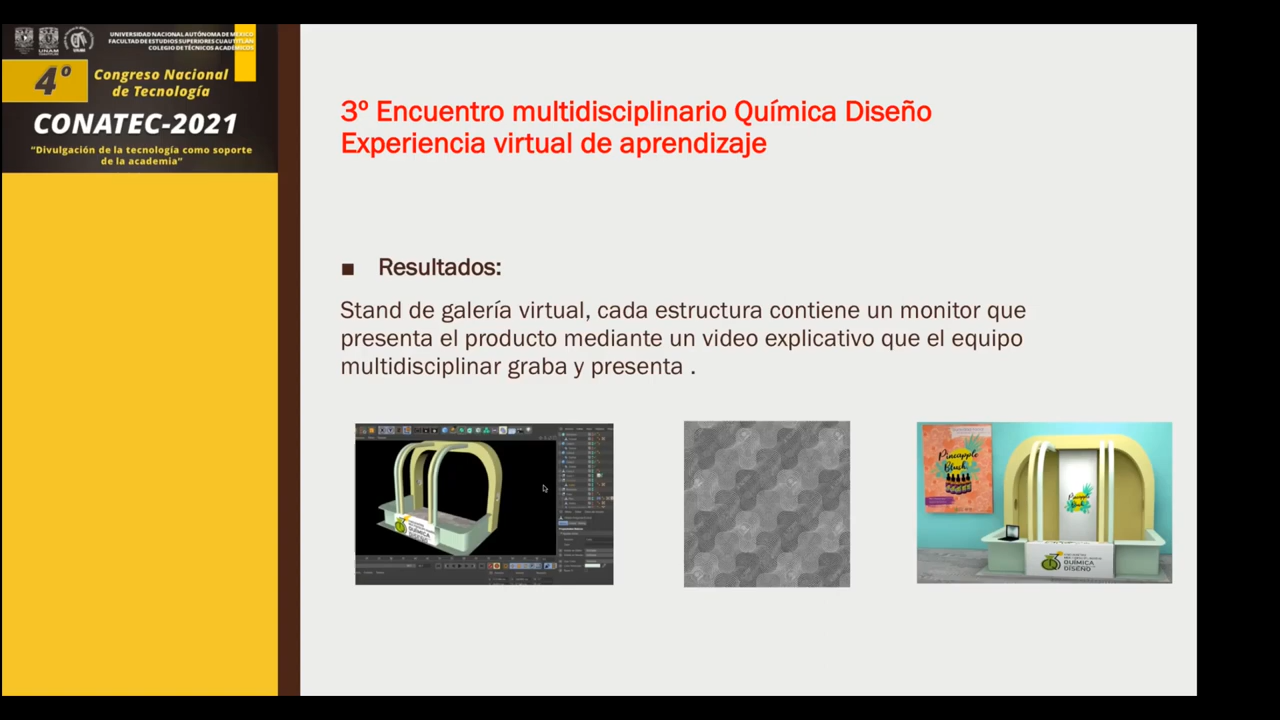 UNIVERSIDAD NACIONAL AUTÓNOMA DE MÉXICO
FACULTAD DE ESTUDIOS SUPERIORES CUAUTITLÁN
COLEGIO DE TÉCNICOS ACADÉMICOS
4º
Congreso Nacional
de Tecnología
CONATEC-2021
"Divulgación de la tecnología como soporte
de la academia"
3º Encuentro multidisciplinario Química Diseño
Experiencia virtual de aprendizaje
■ Resultados:
Stand de galería virtual, cada estructura contiene un monitor que
presenta el producto mediante un video explicativo que el equipo
multidisciplinar graba y presenta .
QUÍMICA
DISEÑO
Pineapple
Blush
Pineapple
QUÍMICA
DISEÑO